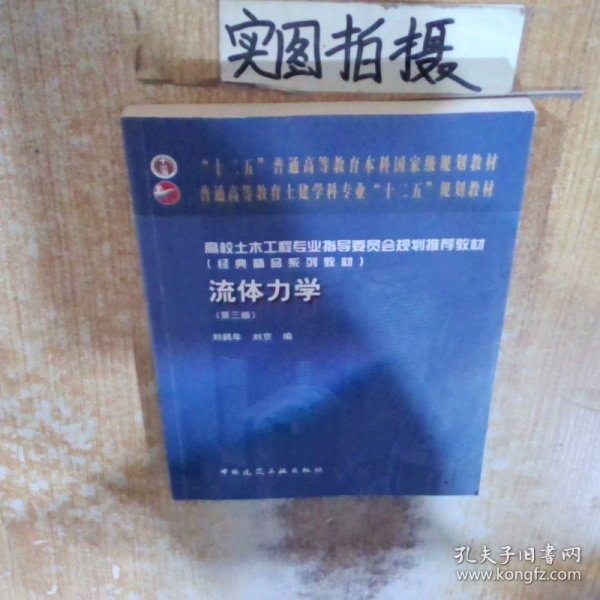 实图拍摄
“十二五”普通高等教育本科国家级规划教材
普通高等教育土建学科专业“十二五”规划教材
高校土木工程专业指导委员会规划推荐教材
（经典精品系列教材）
流体力学
（第三版）
刘鹤年 刘京 编
中国建筑工业出版社
孔夫子旧书网
www.kongfz.com